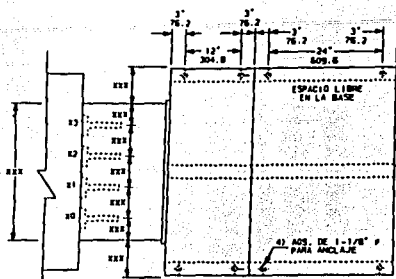 3" 3" 3" 3"
76.2 76.2 76.2 76.2
12" 24"
304.8 609.6
XXX
ESPACIO LIBRE
EN LA BASE
X3
XXX
XXX
X2
XXX
X1
XXX
X0
XXX
XXX
4) AGS. DE 1-1/8" ø
PARA ANCLAJE